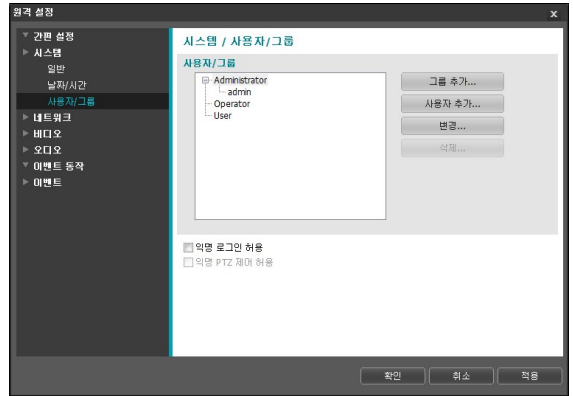 원격 설정
x
간편 설정
시스템
일반
날짜/시간
사용자/그룹
네트워크
비디오
오디오
이벤트 동작
이벤트
시스템 / 사용자/그룹
사용자/그룹
Administrator
admin
Operator
User
그룹 추가...
사용자 추가...
변경...
삭제...
익명 로그인 허용
익명 PTZ 제어 허용
확인
취소
적용